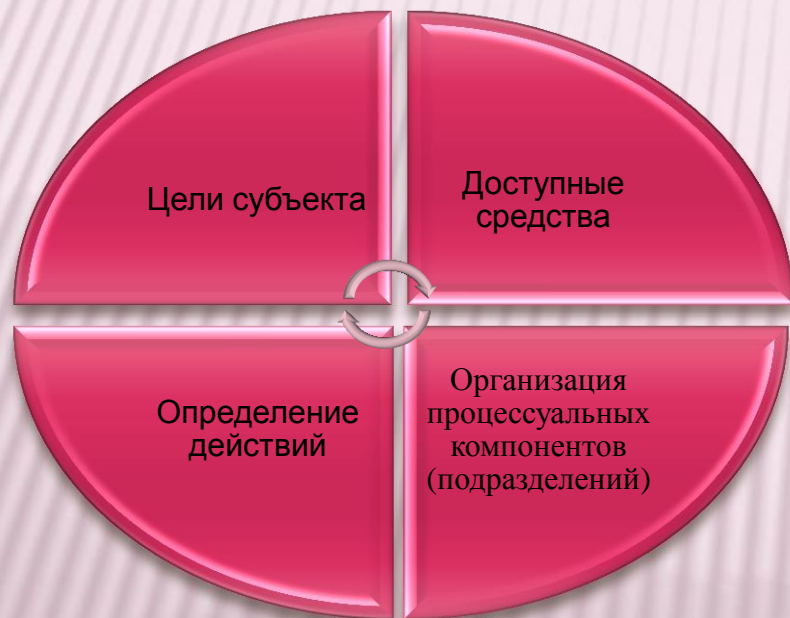 Цели субъекта
Доступные
средства
Определение
действий
Организация
процессуальных
компонентов
(подразделений)